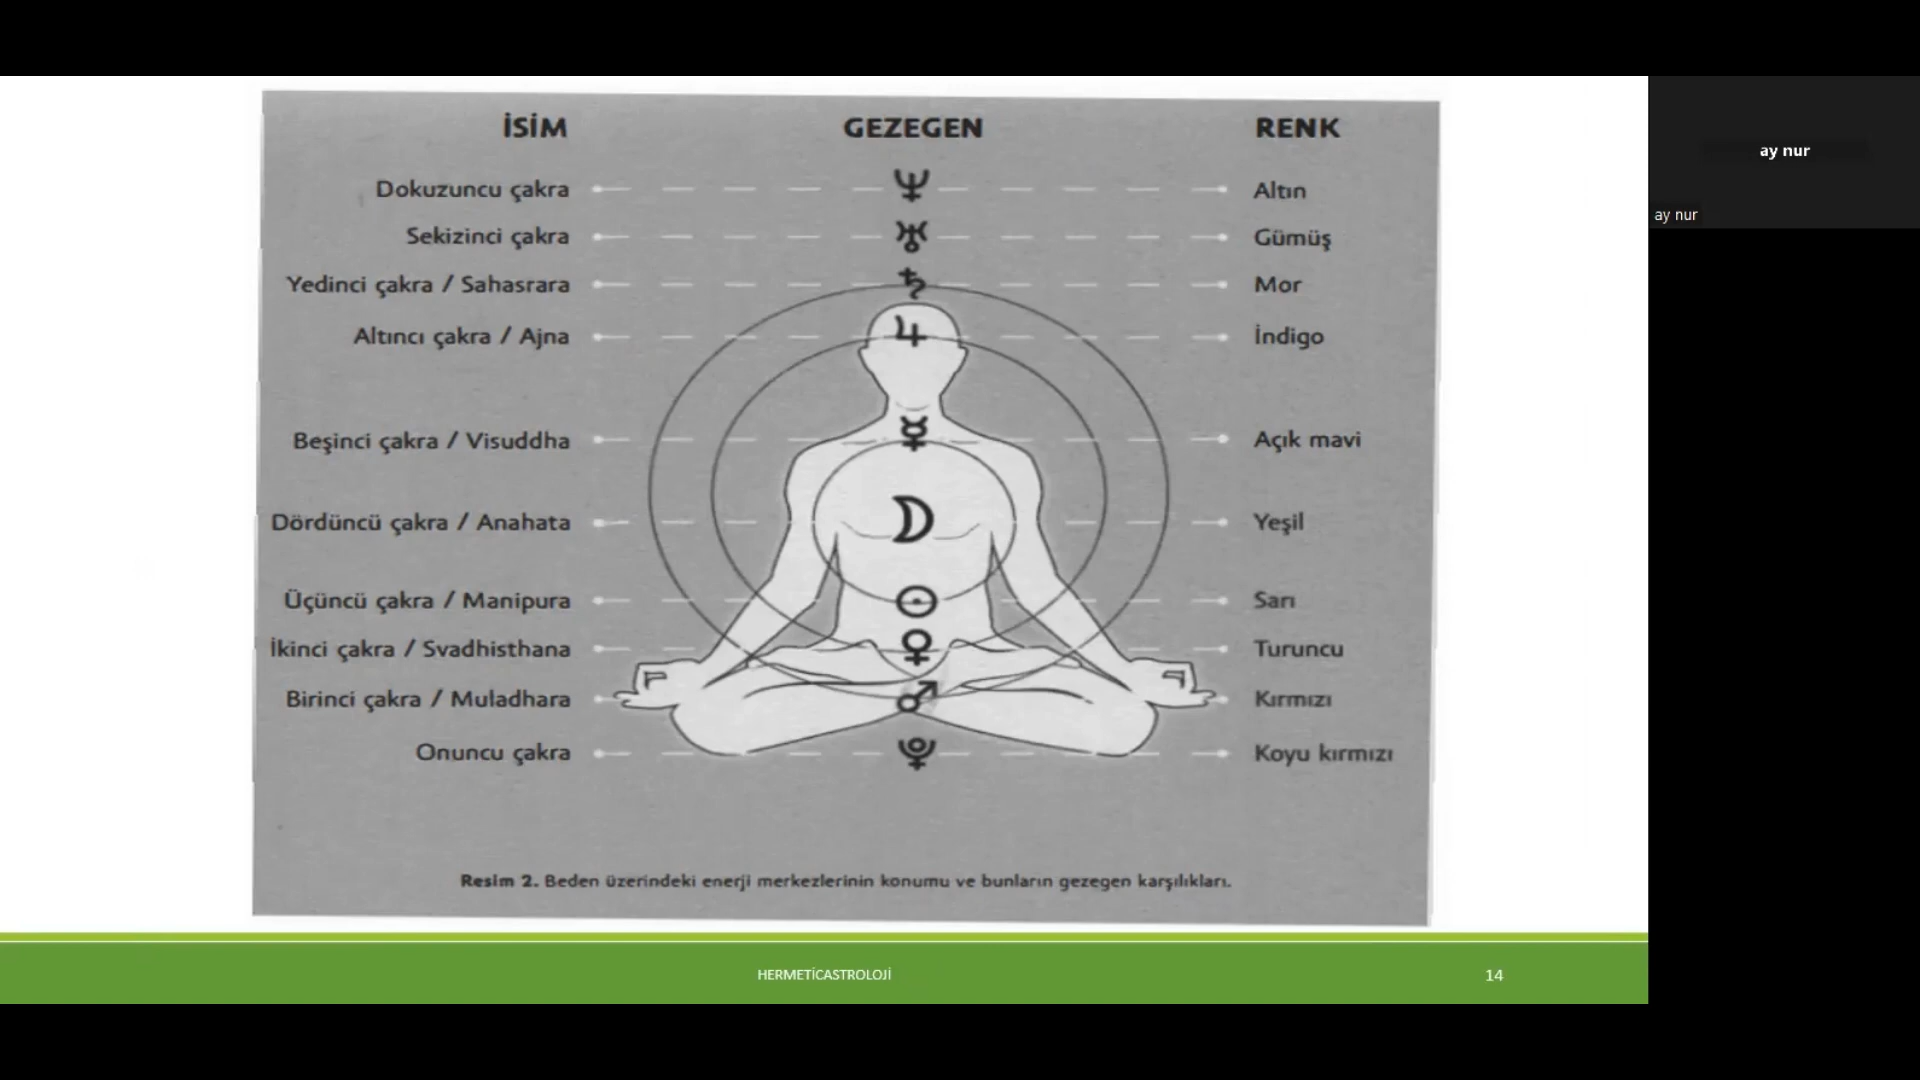 İSİM GEZEGEN RENK
Dokuzuncu çakra ♆ Altın
Sekizinci çakra ♅ Gümüş
Yedinci çakra / Sahasrara ♄ Mor
Altıncı çakra / Ajna ♃ İndigo
Beşinci çakra / Visuddha ☿ Açık mavi
Dördüncü çakra / Anahata ☽ Yeşil
Üçüncü çakra / Manipura ☉ Sarı
İkinci çakra / Svadhisthana ♀ Turuncu
Birinci çakra / Muladhara ♂ Kırmızı
Onuncu çakra ♇ Koyu kırmızı
Resim 2. Beden üzerindeki enerji merkezlerinin konumu ve bunların gezegen karşılıkları.
HERMETİCASTROLOJİ 14
ay nur
ay nur